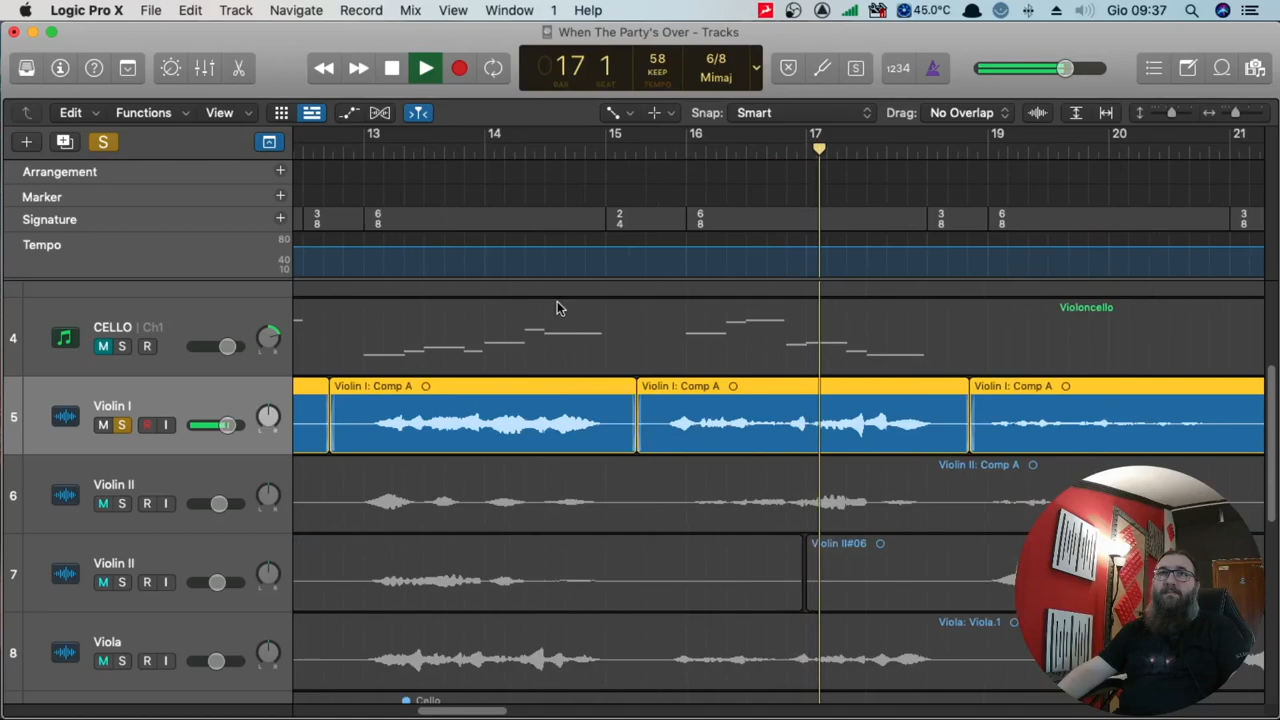 Logic Pro X File Edit Track Navigate Record Mix View Window 1 Help 45.0°C Gio 09:37
When The Party's Over - Tracks
017 1 58 6/8
BAR BEAT KEEP TEMPO Mimaj
1234
Edit Functions View Snap: Smart Drag: No Overlap
S 13 14 15 16 17 19 20 21
Arrangement
Marker
Signature 3/8 6/8 2/4 6/8 3/8 6/8 3/8
Tempo 80
40
10
Violoncello
4 CELLO | Ch1
M S R L R
Violin I: Comp A Violin I: Comp A Violin I: Comp A
5 Violin I
M S R I L R
Violin II: Comp A
6 Violin II
M S R I L R
Violin II#06
7 Violin II
M S R I L R
Viola: Viola.1
8 Viola
M S R I L R
Cello